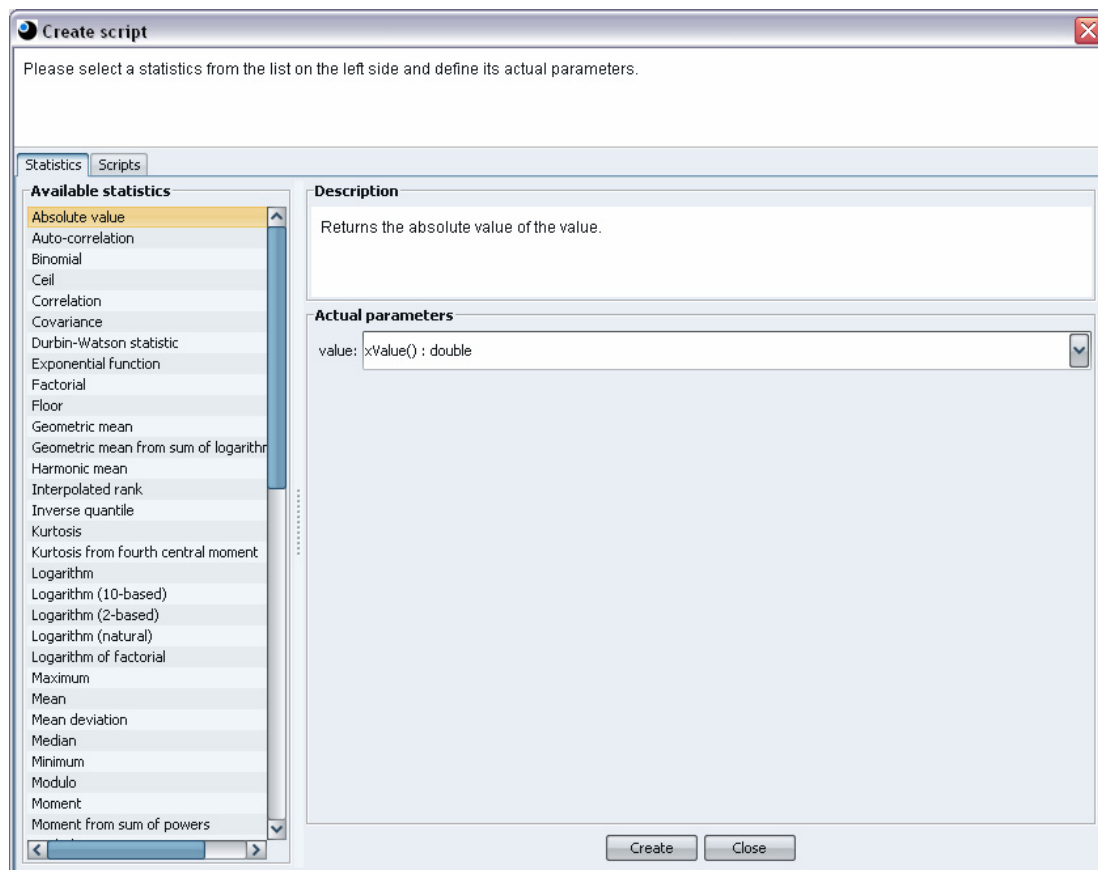 Create script
Please select a statistics from the list on the left side and define its actual parameters.
Statistics
Scripts
Available statistics
Absolute value
Auto-correlation
Binomial
Ceil
Correlation
Covariance
Durbin-Watson statistic
Exponential function
Factorial
Floor
Geometric mean
Geometric mean from sum of logarithr
Harmonic mean
Interpolated rank
Inverse quantile
Kurtosis
Kurtosis from fourth central moment
Logarithm
Logarithm (10-based)
Logarithm (2-based)
Logarithm (natural)
Logarithm of factorial
Maximum
Mean
Mean deviation
Median
Minimum
Modulo
Moment
Moment from sum of powers
Description
Returns the absolute value of the value.
Actual parameters
value: xValue() : double
Create
Close